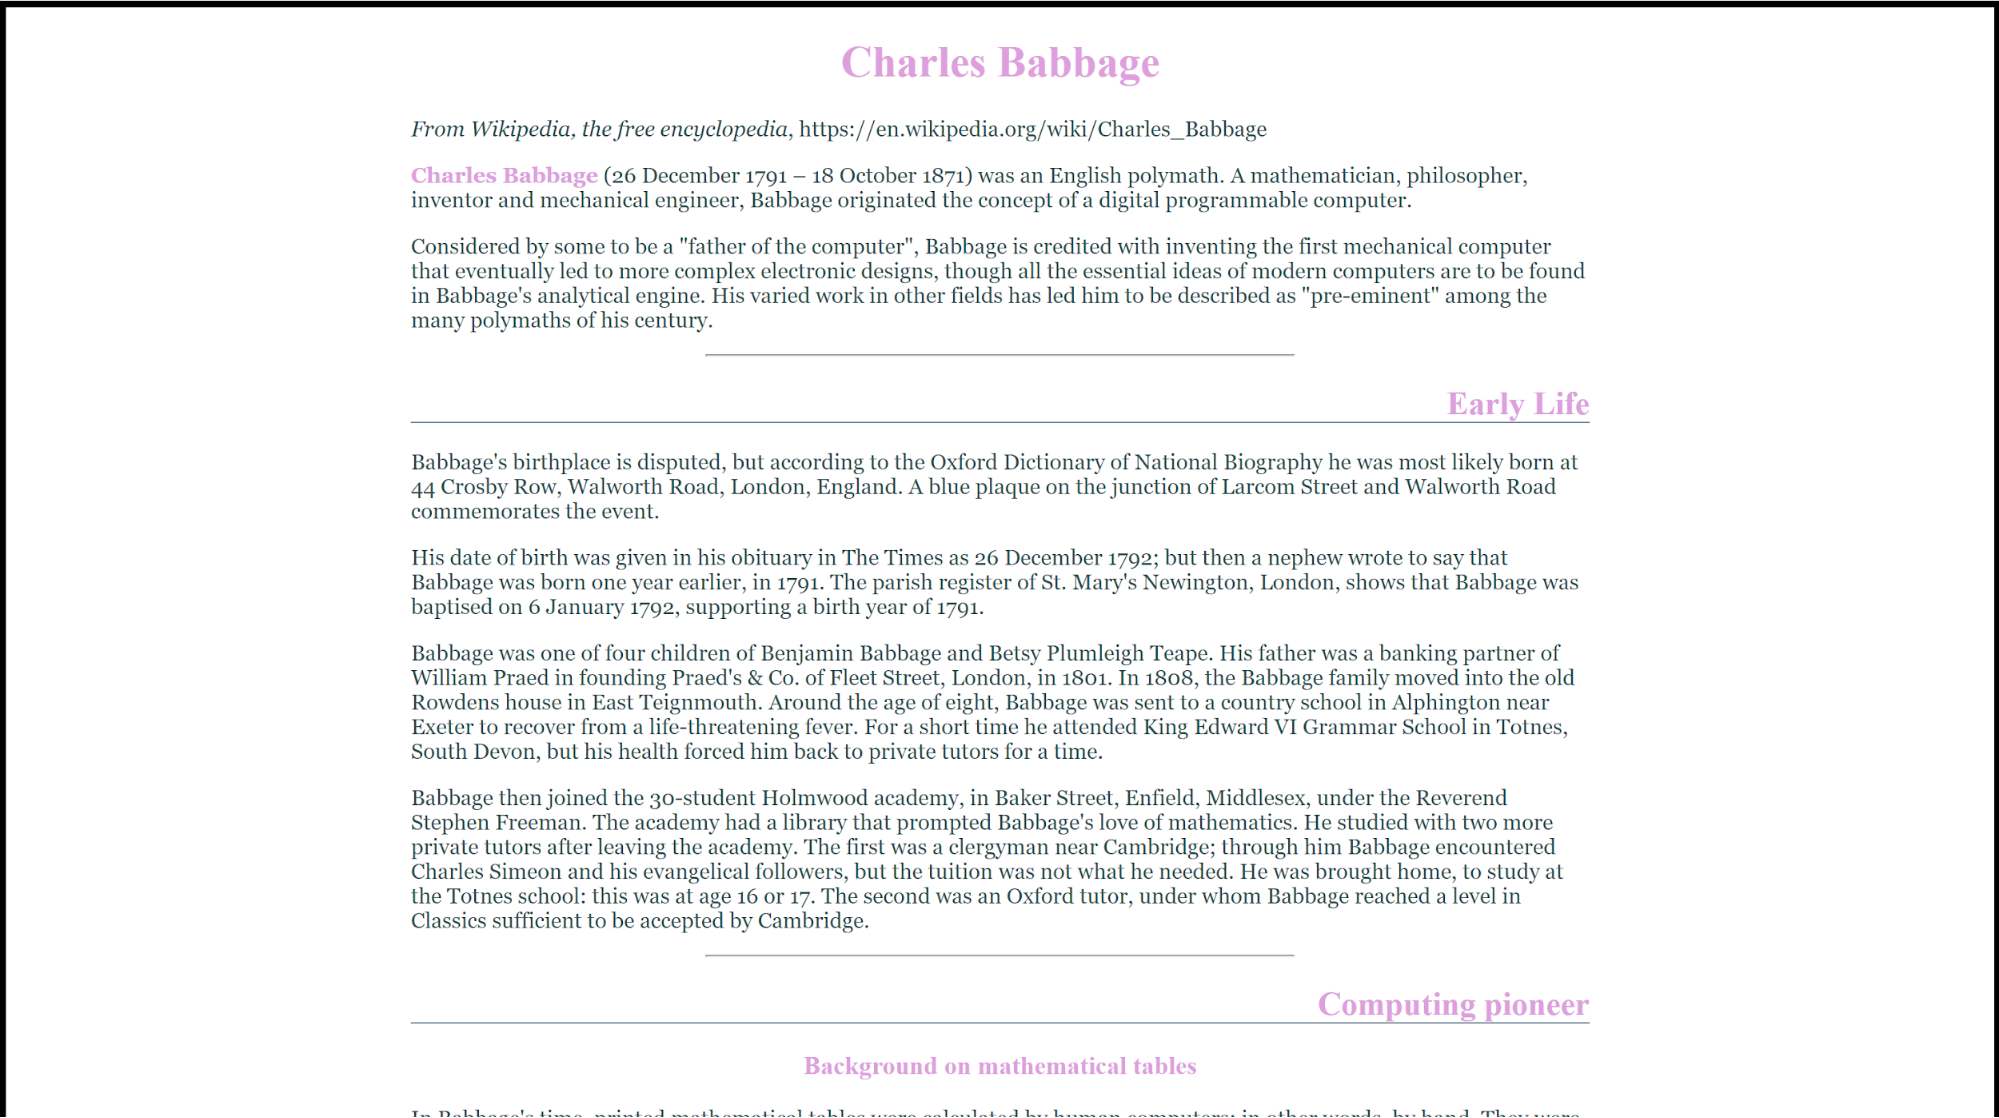 Charles Babbage
From Wikipedia, the free encyclopedia, https://en.wikipedia.org/wiki/Charles_Babbage
Charles Babbage (26 December 1791 – 18 October 1871) was an English polymath. A mathematician, philosopher,
inventor and mechanical engineer, Babbage originated the concept of a digital programmable computer.
Considered by some to be a "father of the computer", Babbage is credited with inventing the first mechanical computer
that eventually led to more complex electronic designs, though all the essential ideas of modern computers are to be found
in Babbage's analytical engine. His varied work in other fields has led him to be described as "pre-eminent" among the
many polymaths of his century.
Early Life
Babbage's birthplace is disputed, but according to the Oxford Dictionary of National Biography he was most likely born at
44 Crosby Row, Walworth Road, London, England. A blue plaque on the junction of Larcom Street and Walworth Road
commemorates the event.
His date of birth was given in his obituary in The Times as 26 December 1792; but then a nephew wrote to say that
Babbage was born one year earlier, in 1791. The parish register of St. Mary's Newington, London, shows that Babbage was
baptised on 6 January 1792, supporting a birth year of 1791.
Babbage was one of four children of Benjamin Babbage and Betsy Plumleigh Teape. His father was a banking partner of
William Praed in founding Praed's & Co. of Fleet Street, London, in 1801. In 1808, the Babbage family moved into the old
Rowdens house in East Teignmouth. Around the age of eight, Babbage was sent to a country school in Alphington near
Exeter to recover from a life-threatening fever. For a short time he attended King Edward VI Grammar School in Totnes,
South Devon, but his health forced him back to private tutors for a time.
Babbage then joined the 30-student Holmwood academy, in Baker Street, Enfield, Middlesex, under the Reverend
Stephen Freeman. The academy had a library that prompted Babbage's love of mathematics. He studied with two more
private tutors after leaving the academy. The first was a clergyman near Cambridge; through him Babbage encountered
Charles Simeon and his evangelical followers, but the tuition was not what he needed. He was brought home, to study at
the Totnes school: this was at age 16 or 17. The second was an Oxford tutor, under whom Babbage reached a level in
Classics sufficient to be accepted by Cambridge.
Computing pioneer
Background on mathematical tables
In Babbage's time, printed mathematical tables were calculated by human computers; in other words, by hand. They were